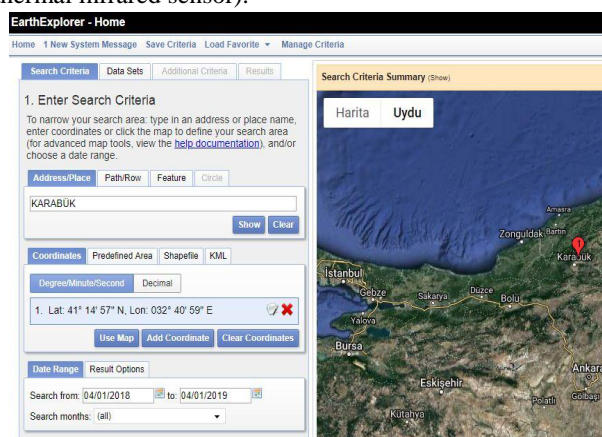 thermal infrared sensor).
EarthExplorer - Home
Home 1 New System Message Save Criteria Load Favorite Manage Criteria
Search Criteria Data Sets Additional Criteria Results
1. Enter Search Criteria
To narrow your search area: type in an address or place name,
enter coordinates or click the map to define your search area
(for advanced map tools, view the help documentation), and/or
choose a date range.
Address/Place Path/Row Feature Circle
KARABÜK
Show Clear
Coordinates Predefined Area Shapefile KML
Degree/Minute/Second Decimal
1. Lat: 41° 14' 57" N, Lon: 032° 40' 59" E
Use Map Add Coordinate Clear Coordinates
Date Range Result Options
Search from: 04/01/2018 to: 04/01/2019
Search months: (all)
Search Criteria Summary (Show)
Harita Uydu
Amasra
Zonguldak Bartın
1
Karabük
İstanbul
Gebze Sakarya Düzce Bolu
Yalova
Bursa
Ankara
Eskişehir
Polatlı Gölbaşı
Kütahya